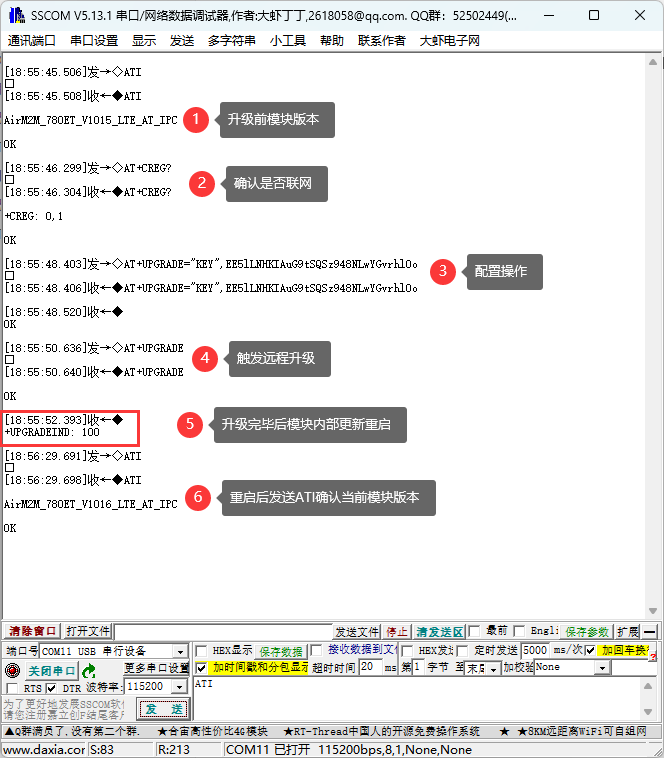 SSCOM V5.13.1 串口/网络数据调试器,作者:大虾丁丁,2618058@qq.com. QQ群: 52502449(...
通讯端口 串口设置 显示 发送 多字符串 小工具 帮助 联系作者 大虾电子网
[18:55:45.506]发→◇ATI
□
[18:55:45.508]收←◆ATI
AirM2M_780ET_V1015_LTE_AT_IPC
1 升级前模块版本
OK
[18:55:46.299]发→◇AT+CREG?
□
[18:55:46.304]收←◆AT+CREG?
2 确认是否联网
+CREG: 0,1
OK
[18:55:48.403]发→◇AT+UPGRADE="KEY",EE5lLNHKIAuG9tSQSz948NLwYGvrhlOo
□
[18:55:48.406]收←◆AT+UPGRADE="KEY",EE5lLNHKIAuG9tSQSz948NLwYGvrhlOo
3 配置操作
[18:55:48.520]收←◆
OK
[18:55:50.636]发→◇AT+UPGRADE
□
[18:55:50.640]收←◆AT+UPGRADE
4 触发远程升级
OK
[18:55:52.393]收←◆
+UPGRADEIND: 100
5 升级完毕后模块内部更新重启
[18:56:29.691]发→◇ATI
□
[18:56:29.698]收←◆ATI
AirM2M_780ET_V1016_LTE_AT_IPC
6 重启后发送ATI确认当前模块版本
OK
清除窗口 打开文件 发送文件 停止 清发送区 最前 Engli 保存参数 扩展 —
端口号 COM11 USB 串行设备 HEX显示 保存数据 接收数据到文 HEX发 定时发送 5000 ms/次 加回车换
关闭串口 更多串口设置 加时间戳和分包显示 超时时间 20 ms 第1 字节 至 末尾 加校验 None
RTS DTR 波特率: 115200 ATI
为了更好地发展SSCOM软件
请您注册嘉立创F结尾客户
发 送
▲QQ群满员了,没有第二个群. ★合宙高性价比4G模块 ★RT-Thread中国人的开源免费操作系统 ★ ★8KM远距离WiFi可自组网
www.daxia.com S:83 R:213 COM11 已打开 115200bps,8,1,None,None